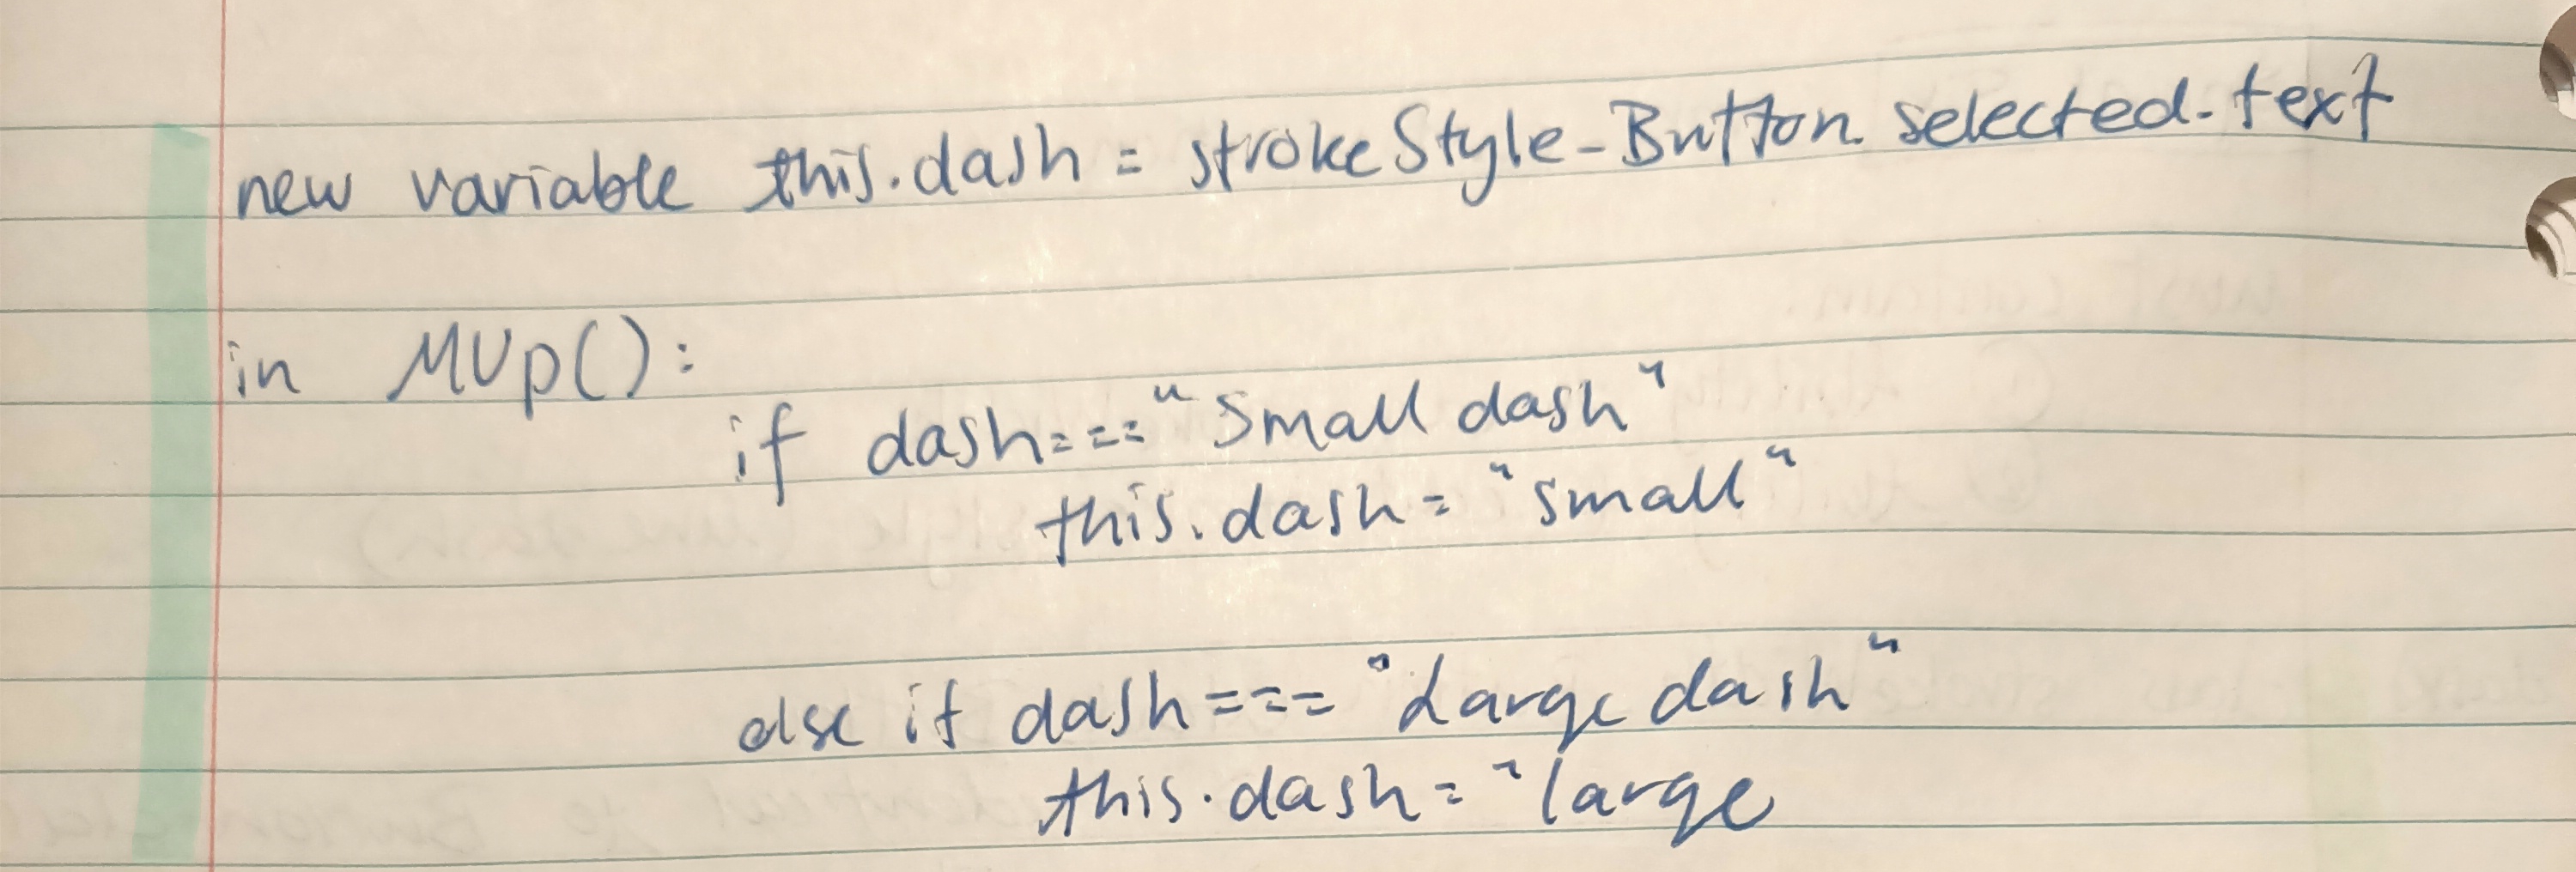 new variable this.dash = strokeStyle-Button.selected.text
in MUp():
if dash==="Small dash"
this.dash = "small"
else if dash==="Large dash"
this.dash = "large